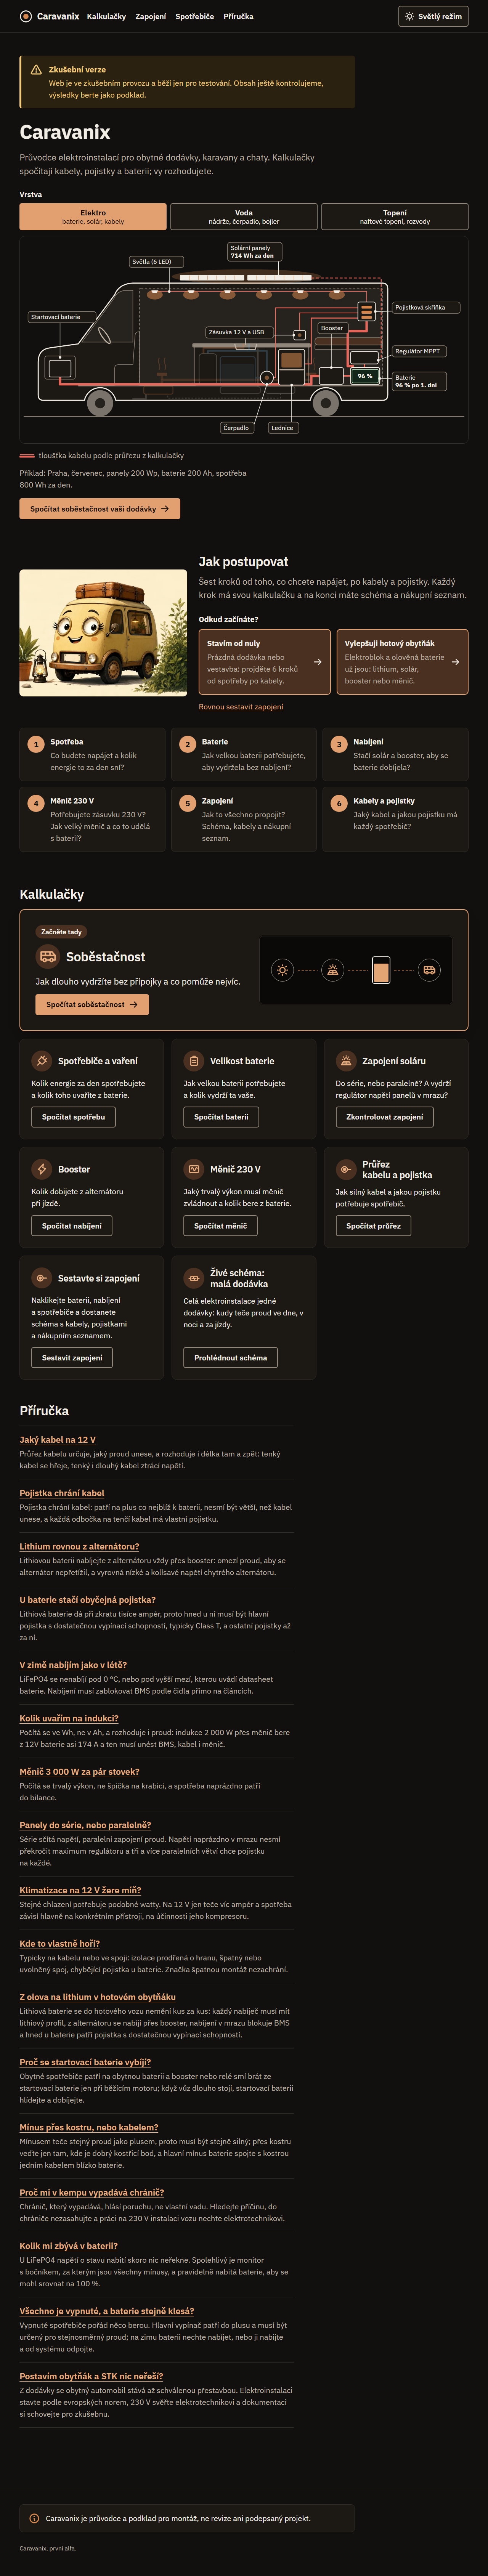 Caravanix Kalkulačky Zapojení Spotřebiče Příručka Světlý režim
Zkušební verze
Web je ve zkušebním provozu a běží jen pro testování. Obsah ještě kontrolujeme,
výsledky berte jako podklad.
Caravanix
Průvodce elektroinstalací pro obytné dodávky, karavany a chaty. Kalkulačky
spočítají kabely, pojistky a baterii; vy rozhodujete.
Vrstva
Elektro
baterie, solár, kabely
Voda
nádrže, čerpadlo, bojler
Topení
naftové topení, rozvody
Solární panely
714 Wh za den
Světla (6 LED)
Pojistková skříňka
Startovací baterie
Zásuvka 12 V a USB
Booster
Regulátor MPPT
96 %
Baterie
96 % po 1. dni
Čerpadlo
Lednice
tloušťka kabelu podle průřezu z kalkulačky
Příklad: Praha, červenec, panely 200 Wp, baterie 200 Ah, spotřeba
800 Wh za den.
Spočítat soběstačnost vaší dodávky
Jak postupovat
Šest kroků od toho, co chcete napájet, po kabely a pojistky. Každý
krok má svou kalkulačku a na konci máte schéma a nákupní seznam.
Odkud začínáte?
Stavím od nuly
Prázdná dodávka nebo
vestavba: projděte 6 kroků
od spotřeby po kabely.
Vylepšuji hotový obytňák
Elektroblok a olověná baterie
už jsou: lithium, solár,
booster nebo měnič.
Rovnou sestavit zapojení
1 Spotřeba
Co budete napájet a kolik
energie to za den sní?
2 Baterie
Jak velkou baterii potřebujete,
aby vydržela bez nabíjení?
3 Nabíjení
Stačí solár a booster, aby se
baterie dobíjela?
4 Měnič 230 V
Potřebujete zásuvku 230 V?
Jak velký měnič a co to udělá
s baterií?
5 Zapojení
Jak to všechno propojit?
Schéma, kabely a nákupní
seznam.
6 Kabely a pojistky
Jaký kabel a jakou pojistku má
každý spotřebič?
Kalkulačky
Začněte tady
Soběstačnost
Jak dlouho vydržíte bez přípojky a co pomůže nejvíc.
Spočítat soběstačnost
Spotřebiče a vaření
Kolik energie za den spotřebujete
a kolik toho uvaříte z baterie.
Spočítat spotřebu
Velikost baterie
Jak velkou baterii potřebujete
a kolik vydrží ta vaše.
Spočítat baterii
Zapojení soláru
Do série, nebo paralelně? A vydrží
regulátor napětí panelů v mrazu?
Zkontrolovat zapojení
Booster
Kolik dobijete z alternátoru
při jízdě.
Spočítat nabíjení
Měnič 230 V
Jaký trvalý výkon musí měnič
zvládnout a kolik bere z baterie.
Spočítat měnič
Průřez
kabelu a pojistka
Jak silný kabel a jakou pojistku
potřebuje spotřebič.
Spočítat průřez
Sestavte si zapojení
Naklikejte baterii, nabíjení
a spotřebiče a dostanete
schéma s kabely, pojistkami
a nákupním seznamem.
Sestavit zapojení
Živé schéma:
malá dodávka
Celá elektroinstalace jedné
dodávky: kudy teče proud ve dne, v
noci a za jízdy.
Prohlédnout schéma
Příručka
Jaký kabel na 12 V
Průřez kabelu určuje, jaký proud unese, a rozhoduje i délka tam a zpět: tenký
kabel se hřeje, tenký i dlouhý kabel ztrácí napětí.
Pojistka chrání kabel
Pojistka chrání kabel: patří na plus co nejblíž k baterii, nesmí být větší, než kabel
unese, a každá odbočka na tenčí kabel má vlastní pojistku.
Lithium rovnou z alternátoru?
Lithiovou baterii nabíjejte z alternátoru vždy přes booster: omezí proud, aby se
alternátor nepřetížil, a vyrovná nízké a kolísavé napětí chytrého alternátoru.
U baterie stačí obyčejná pojistka?
Lithiová baterie dá při zkratu tisíce ampér, proto hned u ní musí být hlavní
pojistka s dostatečnou vypínací schopností, typicky Class T, a ostatní pojistky až
za ní.
V zimě nabíjím jako v létě?
LiFePO4 se nenabíjí pod 0 °C, nebo pod vyšší mezí, kterou uvádí datasheet
baterie. Nabíjení musí zablokovat BMS podle čidla přímo na článcích.
Kolik uvařím na indukci?
Počítá se ve Wh, ne v Ah, a rozhoduje i proud: indukce 2 000 W přes měnič bere
z 12V baterie asi 174 A a ten musí unést BMS, kabel i měnič.
Měnič 3 000 W za pár stovek?
Počítá se trvalý výkon, ne špička na krabici, a spotřeba naprázdno patří
do bilance.
Panely do série, nebo paralelně?
Série sčítá napětí, paralelní zapojení proud. Napětí naprázdno v mrazu nesmí
překročit maximum regulátoru a tři a více paralelních větví chce pojistku
na každé.
Klimatizace na 12 V žere míň?
Stejné chlazení potřebuje podobné watty. Na 12 V jen teče víc ampér a spotřeba
závisí hlavně na konkrétním přístroji, na účinnosti jeho kompresoru.
Kde to vlastně hoří?
Typicky na kabelu nebo ve spoji: izolace prodřená o hranu, špatný nebo
uvolněný spoj, chybějící pojistka u baterie. Značka špatnou montáž nezachrání.
Z olova na lithium v hotovém obytňáku
Lithiová baterie se do hotového vozu nemění kus za kus: každý nabíječ musí mít
lithiový profil, z alternátoru se nabíjí přes booster, nabíjení v mrazu blokuje BMS
a hned u baterie patří pojistka s dostatečnou vypínací schopností.
Proč se startovací baterie vybíjí?
Obytné spotřebiče patří na obytnou baterii a booster nebo relé smí brát ze
startovací baterie jen při běžícím motoru; když vůz dlouho stojí, startovací baterii
hlídejte a dobíjejte.
Mínus přes kostru, nebo kabelem?
Mínusem teče stejný proud jako plusem, proto musí být stejně silný; přes kostru
veďte jen tam, kde je dobrý kostřicí bod, a hlavní mínus baterie spojte s kostrou
jedním kabelem blízko baterie.
Proč mi v kempu vypadává chránič?
Chránič, který vypadává, hlásí poruchu, ne vlastní vadu. Hledejte příčinu, do
chrániče nezasahujte a práci na 230 V instalaci vozu nechte elektrotechnikovi.
Kolik mi zbývá v baterii?
U LiFePO4 napětí o stavu nabití skoro nic neřekne. Spolehlivý je monitor
s bočníkem, za kterým jsou všechny mínusy, a pravidelně nabitá baterie, aby se
mohl srovnat na 100 %.
Všechno je vypnuté, a baterie stejně klesá?
Vypnuté spotřebiče pořád něco berou. Hlavní vypínač patří do plusu a musí být
určený pro stejnosměrný proud; na zimu baterii nechte nabít, nebo ji nabijte
a od systému odpojte.
Postavím obytňák a STK nic neřeší?
Z dodávky se obytný automobil stává až schválenou přestavbou. Elektroinstalaci
stavte podle evropských norem, 230 V svěřte elektrotechnikovi a dokumentaci
si schovejte pro zkušebnu.
Caravanix je průvodce a podklad pro montáž, ne revize ani podepsaný projekt.
Caravanix, první alfa.